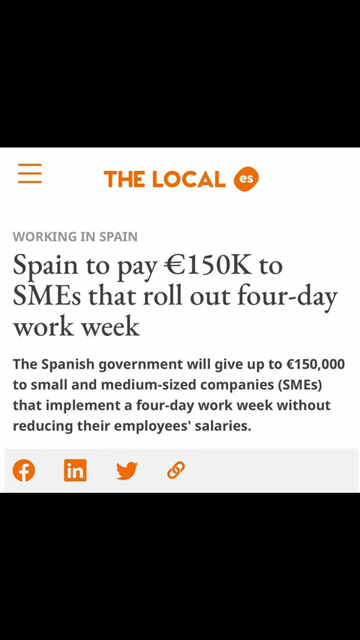 THE LOCAL es
WORKING IN SPAIN
Spain to pay €150K to
SMEs that roll out four-day
work week
The Spanish government will give up to €150,000
to small and medium-sized companies (SMEs)
that implement a four-day work week without
reducing their employees' salaries.